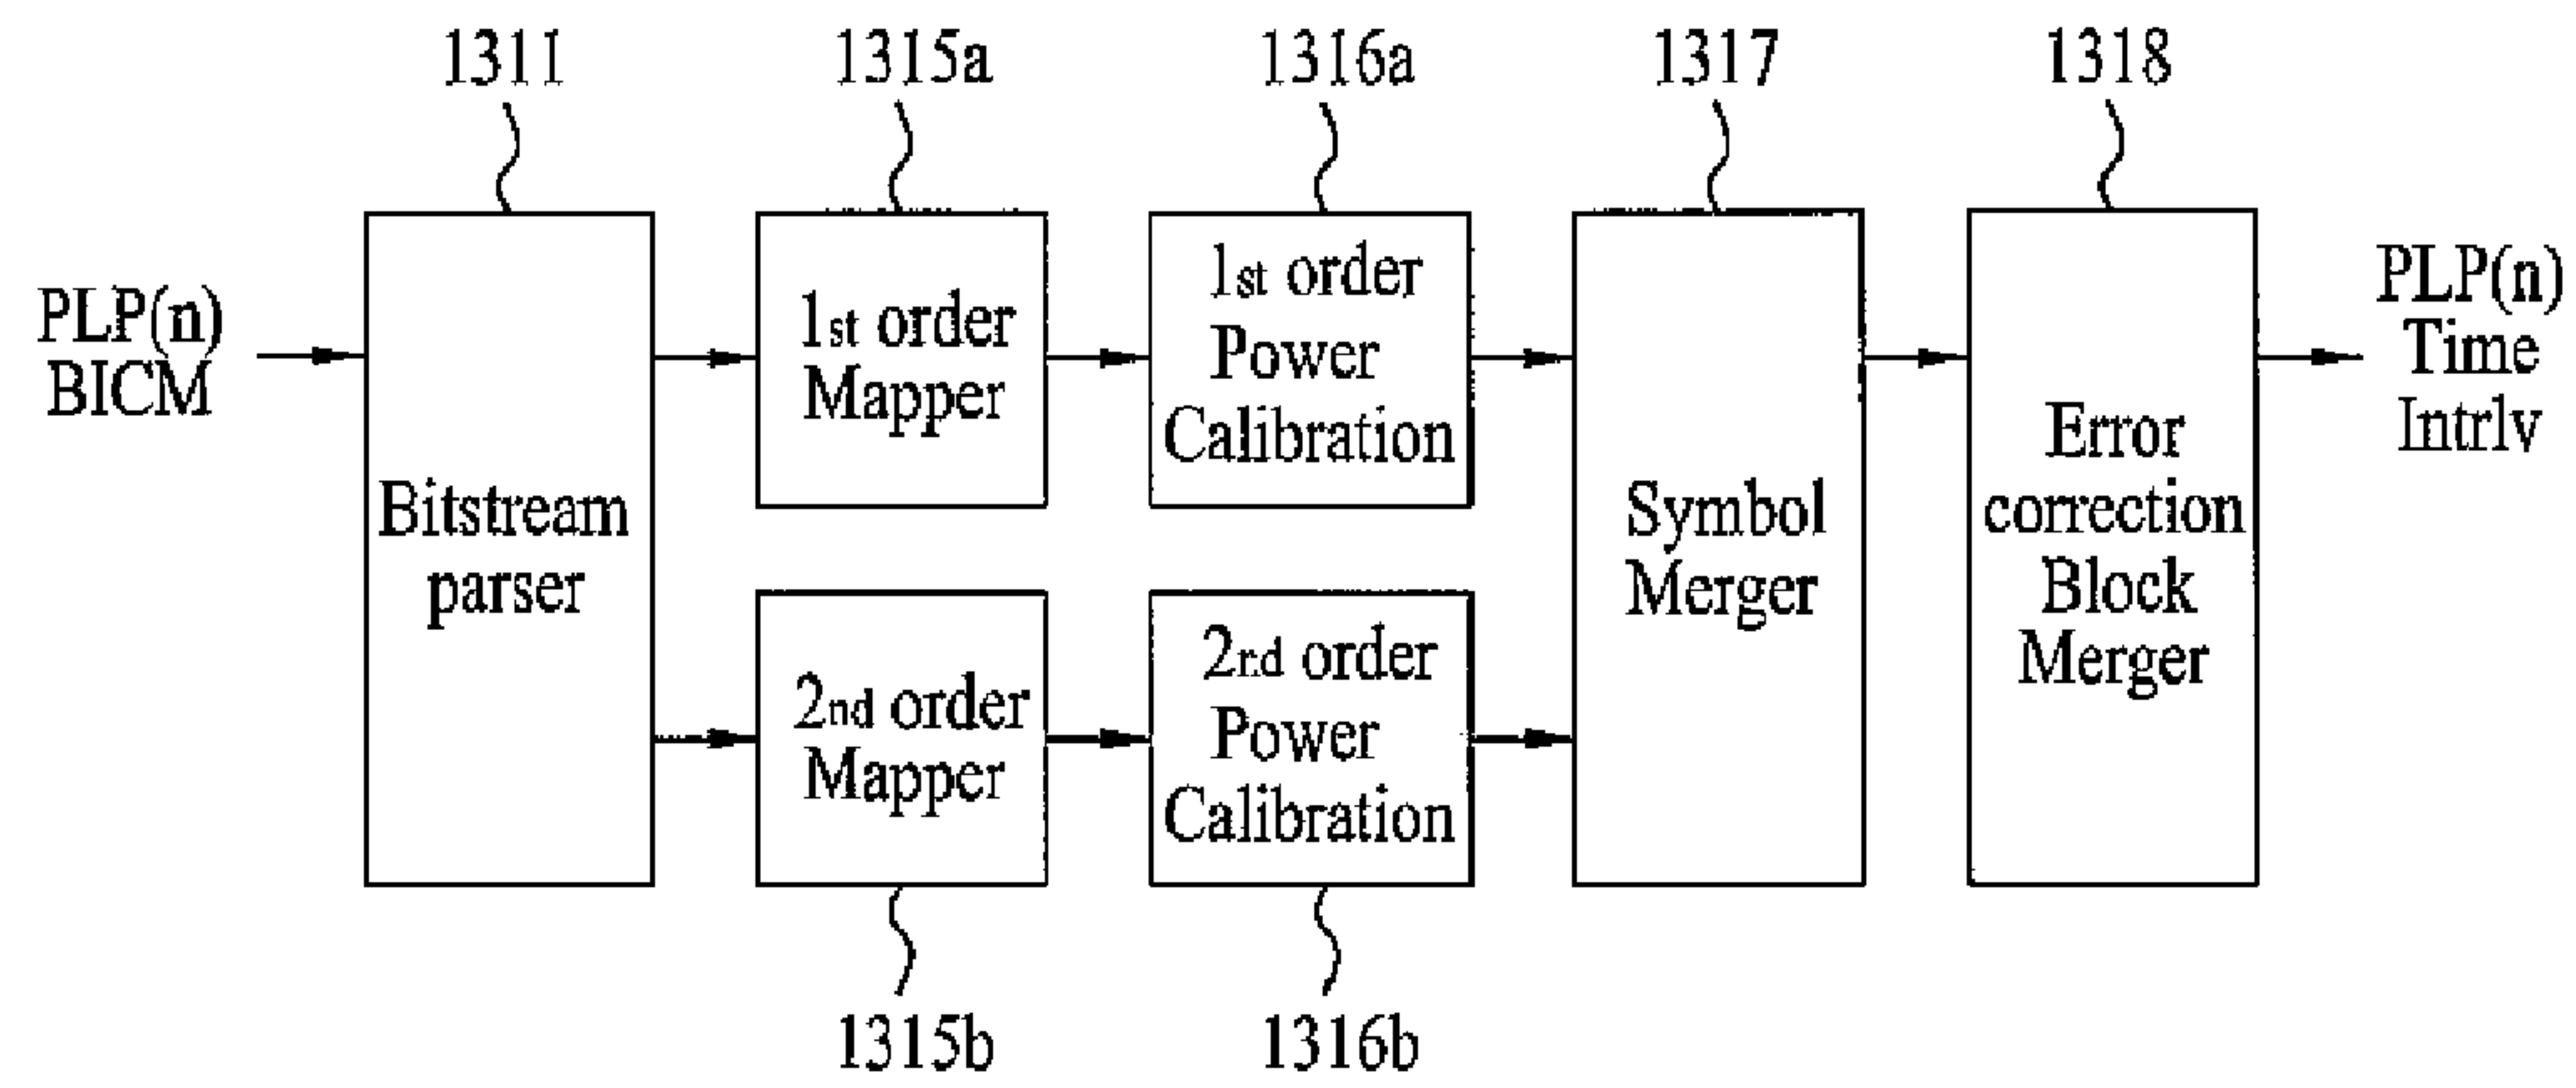 1311
1315a
1316a
1317
1318
PLP(n)
BICM
Bitstream
parser
1st order
Mapper
1st order
Power
Calibration
2nd order
Mapper
2nd order
Power
Calibration
Symbol
Merger
Error
correction
Block
Merger
PLP(n)
Time
Intrlv
1315b
1316b